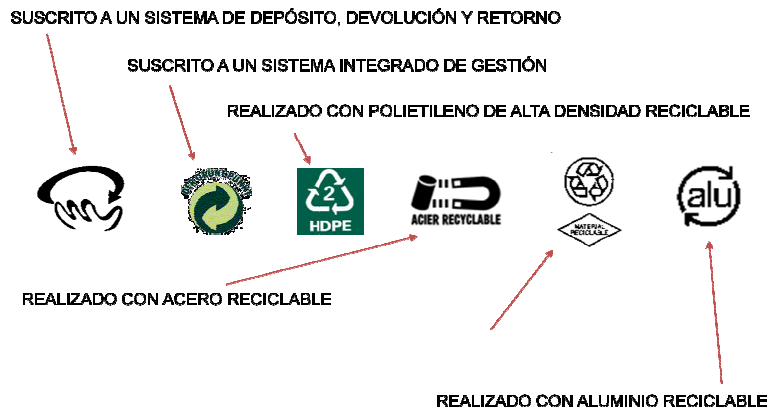 SUSCRITO A UN SISTEMA DE DEPÓSITO, DEVOLUCIÓN Y RETORNO
SUSCRITO A UN SISTEMA INTEGRADO DE GESTIÓN
REALIZADO CON POLIETILENO DE ALTA DENSIDAD RECICLABLE
2
HDPE
ACIER RECYCLABLE
MATERIAL
RECICLABLE
alu
REALIZADO CON ACERO RECICLABLE
REALIZADO CON ALUMINIO RECICLABLE